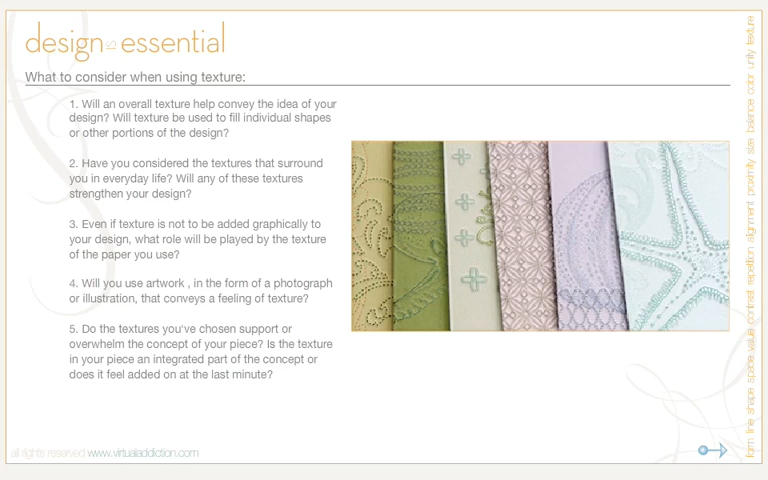 design is essential
What to consider when using texture:
1. Will an overall texture help convey the idea of your
design? Will texture be used to fill individual shapes
or other portions of the design?
2. Have you considered the textures that surround
you in everyday life? Will any of these textures
strengthen your design?
3. Even if texture is not to be added graphically to
your design, what role will be played by the texture
of the paper you use?
4. Will you use artwork , in the form of a photograph
or illustration, that conveys a feeling of texture?
5. Do the textures you've chosen support or
overwhelm the concept of your piece? Is the texture
in your piece an integrated part of the concept or
does it feel added on at the last minute?
all rights reserved www.virtualaddiction.com
form line shape space value contrast repetition alignment proximity size balance color unity texture